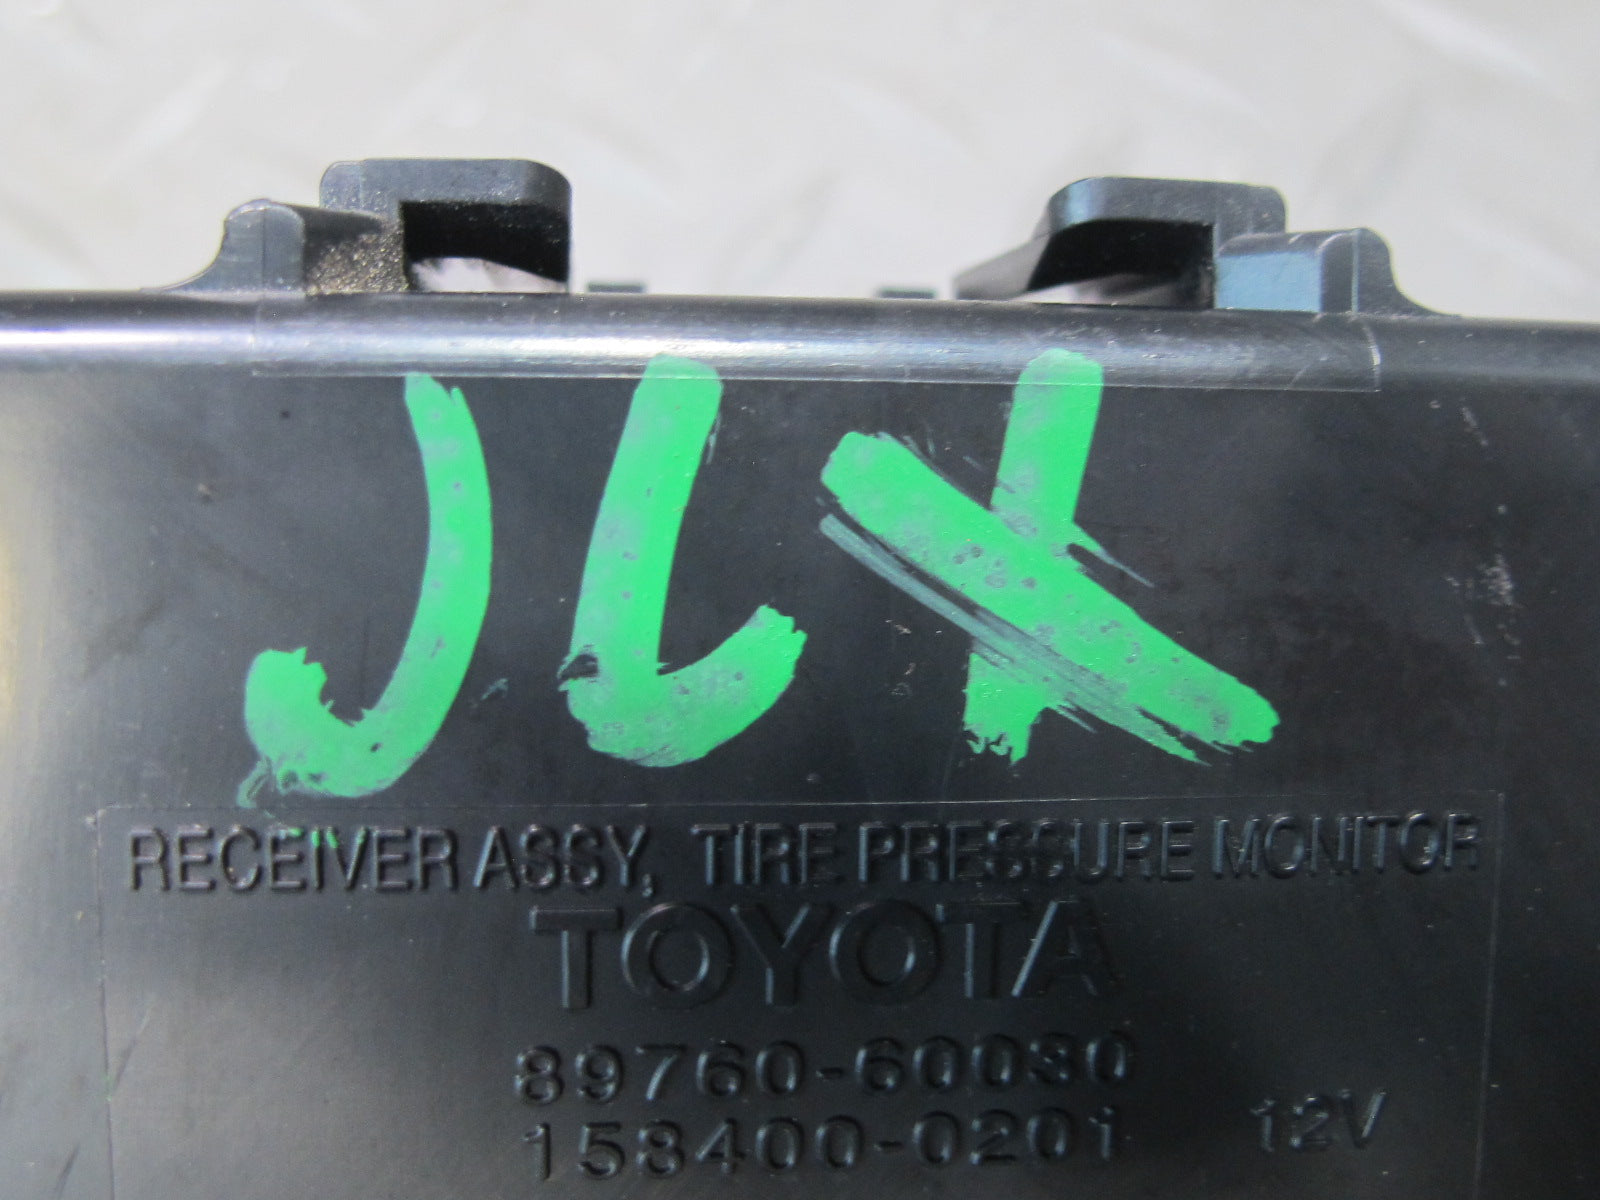 JLX
RECEIVER ASSY, TIRE PRESSURE MONITOR
TOYOTA
89760-60030
158400-0201 12V